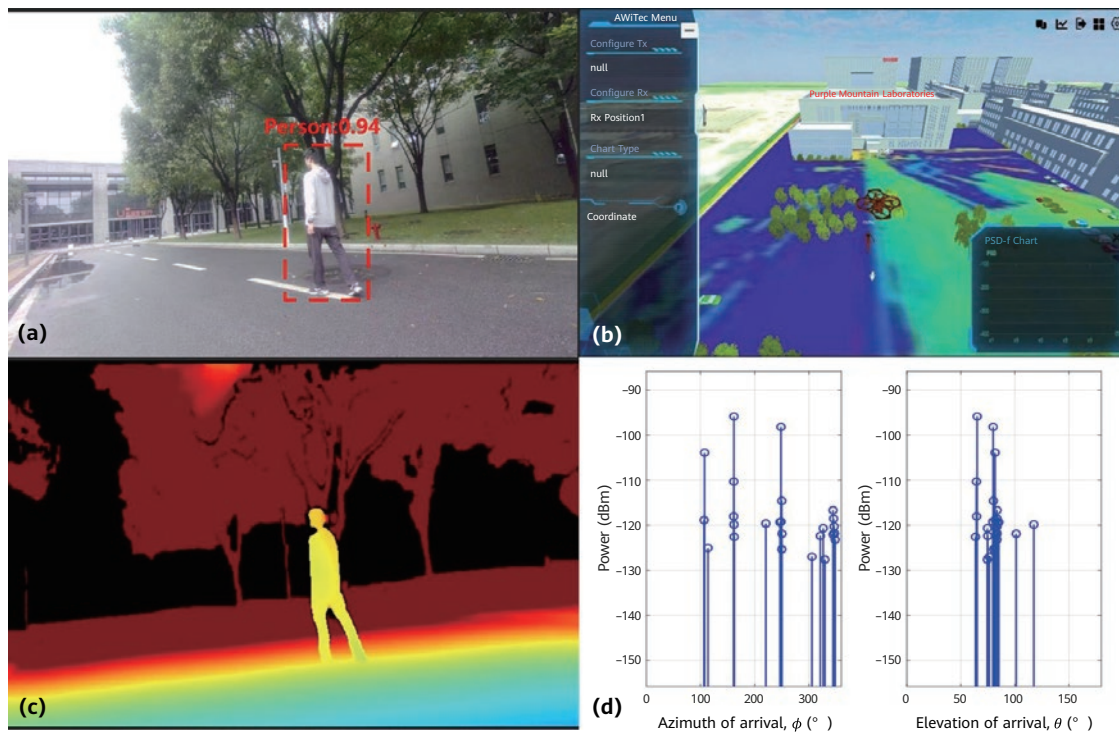 Person:0.94
(a)
AWiTec Menu
Configure Tx
null
Configure Rx
Rx Position1
Chart Type
null
Coordinate
Purple Mountain Laboratories
PSD-f Chart
(b)
(c)
−90
−100
−110
−120
−130
−140
−150
Power (dBm)
0
100
200
300
Azimuth of arrival, ϕ (°)
−90
−100
−110
−120
−130
−140
−150
Power (dBm)
0
50
100
150
Elevation of arrival, θ (°)
(d)